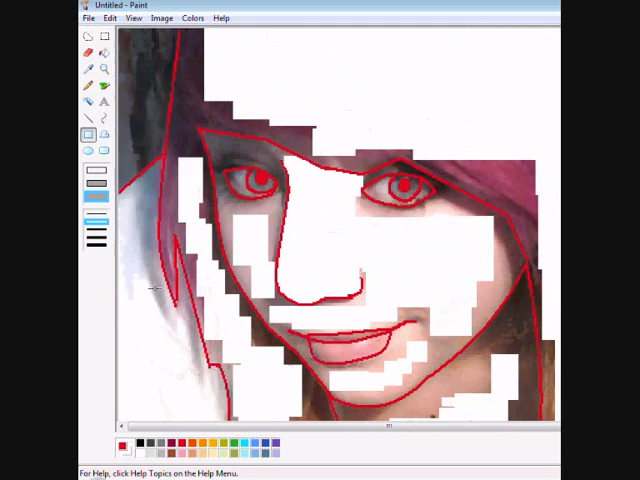 Untitled - Paint
File Edit View Image Colors Help
For Help, click Help Topics on the Help Menu.